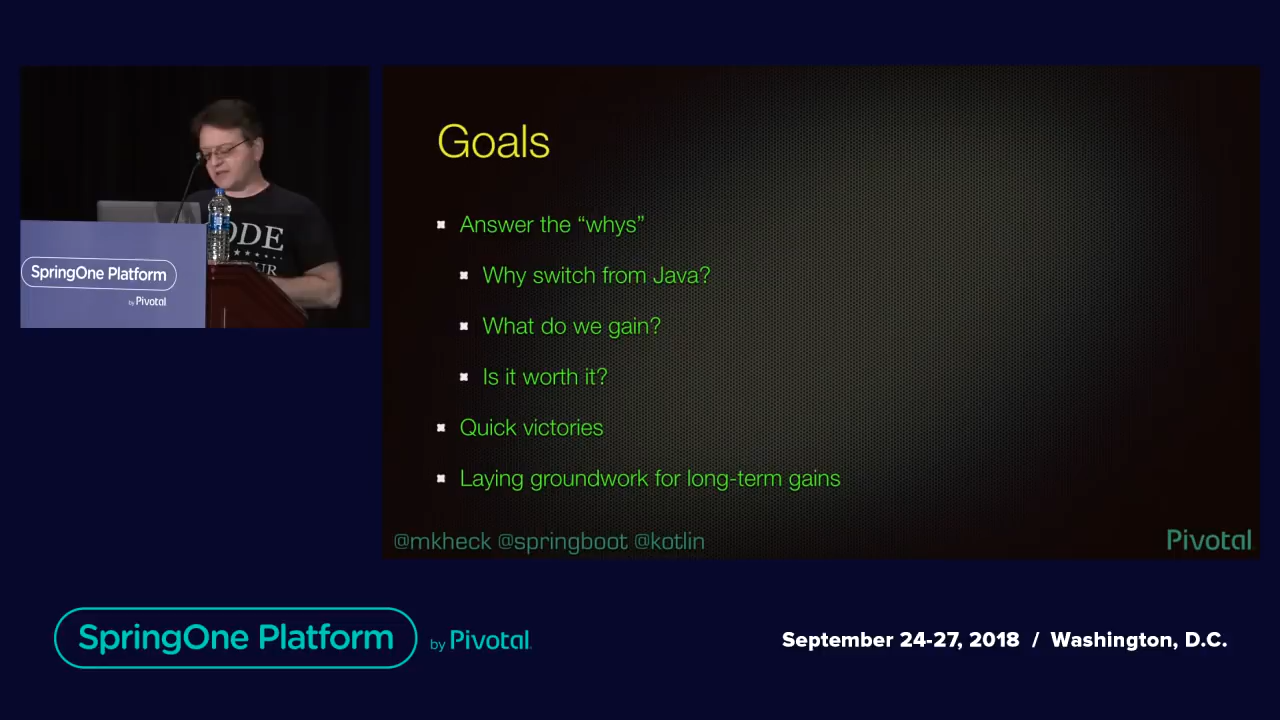 ODE
SpringOne Platform
by Pivotal
Goals
Answer the “whys”
Why switch from Java?
What do we gain?
Is it worth it?
Quick victories
Laying groundwork for long-term gains
@mkheck @springboot @kotlin
Pivotal
SpringOne Platform by Pivotal.
September 24-27, 2018 / Washington, D.C.